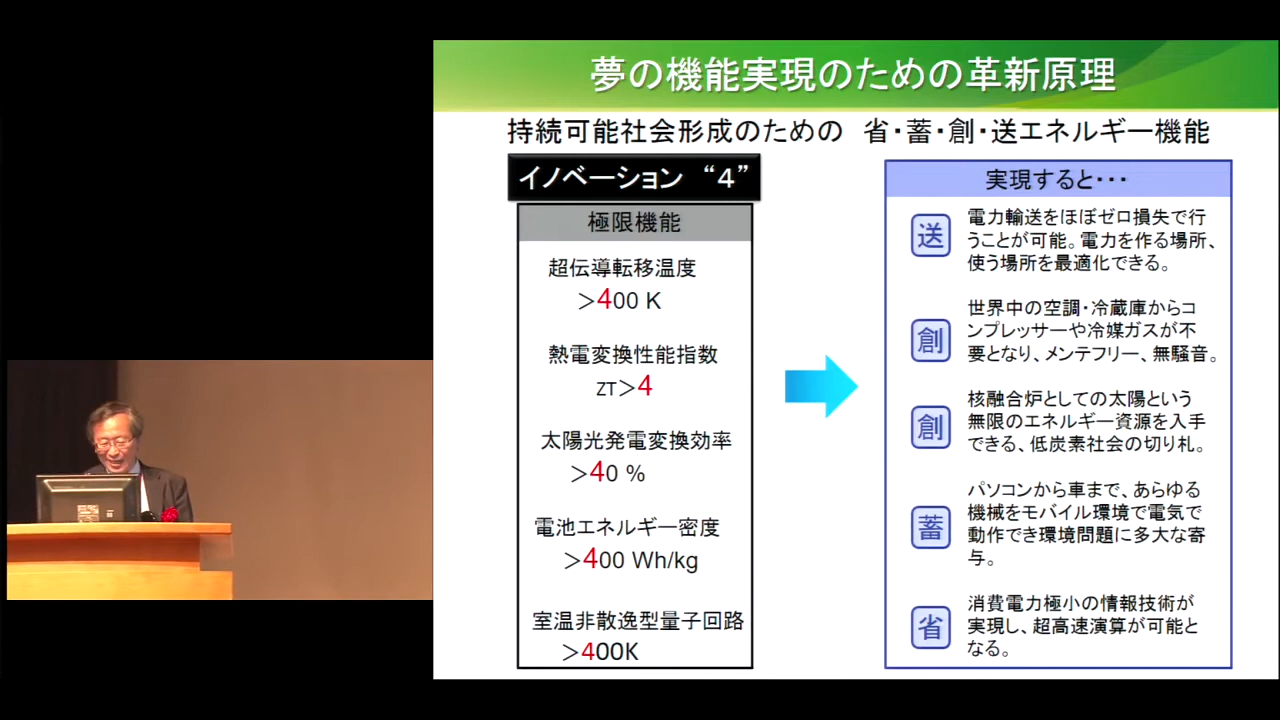 夢の機能実現のための革新原理
持続可能社会形成のための 省・蓄・創・送エネルギー機能
イノベーション “４”
極限機能
超伝導転移温度
>400 K
熱電変換性能指数
ZT>4
太陽光発電変換効率
>40 %
電池エネルギー密度
>400 Wh/kg
室温非散逸型量子回路
>400K
実現すると・・・
送
電力輸送をほぼゼロ損失で行
うことが可能。電力を作る場所、
使う場所を最適化できる。
創
世界中の空調・冷蔵庫からコ
ンプレッサーや冷媒ガスが不
要となり、メンテフリー、無騒音。
創
核融合炉としての太陽という
無限のエネルギー資源を入手
できる、低炭素社会の切り札。
蓄
パソコンから車まで、あらゆる
機械をモバイル環境で電気で
動作でき環境問題に多大な寄
与。
省
消費電力極小の情報技術が
実現し、超高速演算が可能と
なる。